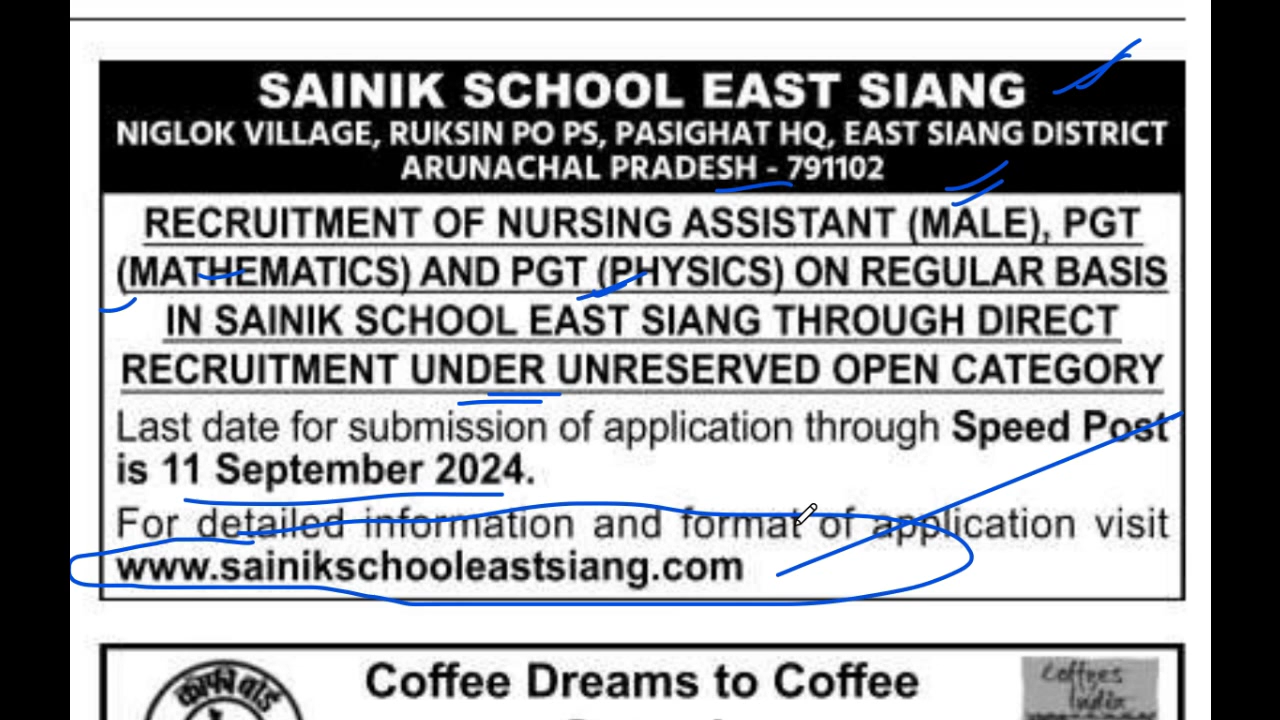 SAINIK SCHOOL EAST SIANG
NIGLOK VILLAGE, RUKSIN PO PS, PASIGHAT HQ, EAST SIANG DISTRICT
ARUNACHAL PRADESH - 791102
RECRUITMENT OF NURSING ASSISTANT (MALE), PGT
(MATHEMATICS) AND PGT (PHYSICS) ON REGULAR BASIS
IN SAINIK SCHOOL EAST SIANG THROUGH DIRECT
RECRUITMENT UNDER UNRESERVED OPEN CATEGORY
Last date for submission of application through Speed Post
is 11 September 2024.
For detailed information and format of application visit
www.sainikschooleastsiang.com
Coffee Dreams to Coffee
काफी बोर्ड
Coffees
India